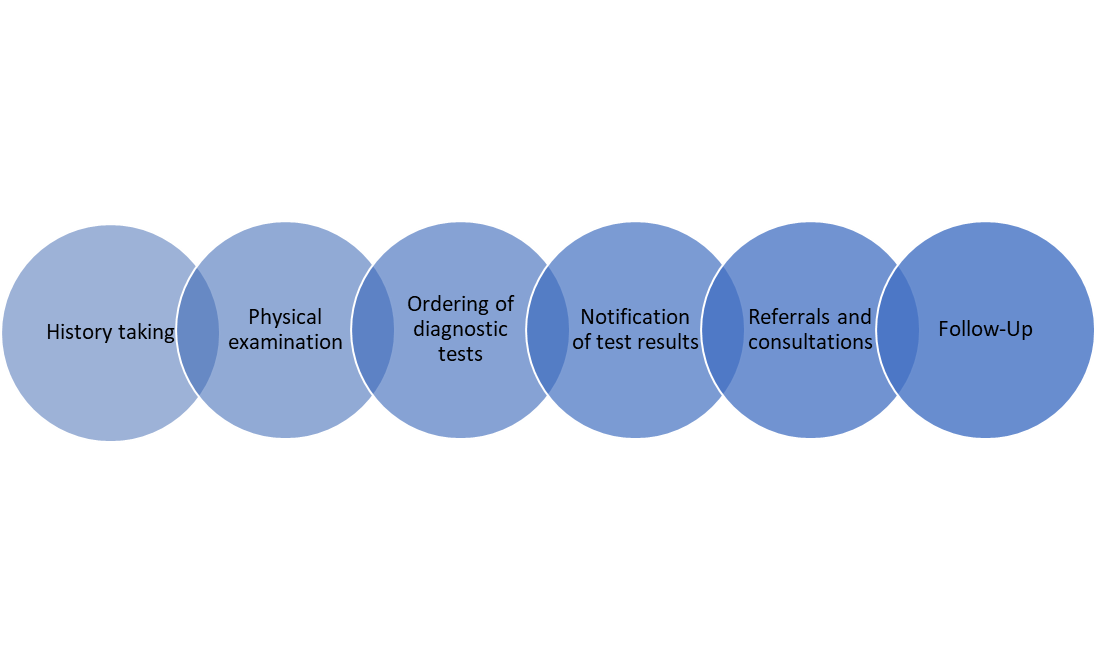 History taking
Physical
examination
Ordering of
diagnostic
tests
Notification
of test results
Referrals and
consultations
Follow-Up